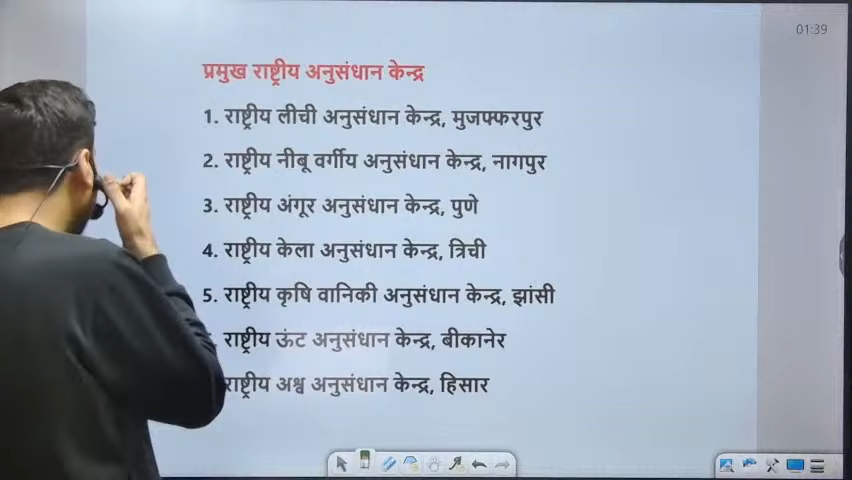 01:39
प्रमुख राष्ट्रीय अनुसंधान केन्द्र
1. राष्ट्रीय लीची अनुसंधान केन्द्र, मुजफ्फरपुर
2. राष्ट्रीय नीबू वर्गीय अनुसंधान केन्द्र, नागपुर
3. राष्ट्रीय अंगूर अनुसंधान केन्द्र, पुणे
4. राष्ट्रीय केला अनुसंधान केन्द्र, त्रिची
5. राष्ट्रीय कृषि वानिकी अनुसंधान केन्द्र, झांसी
राष्ट्रीय ऊंट अनुसंधान केन्द्र, बीकानेर
राष्ट्रीय अश्व अनुसंधान केन्द्र, हिसार